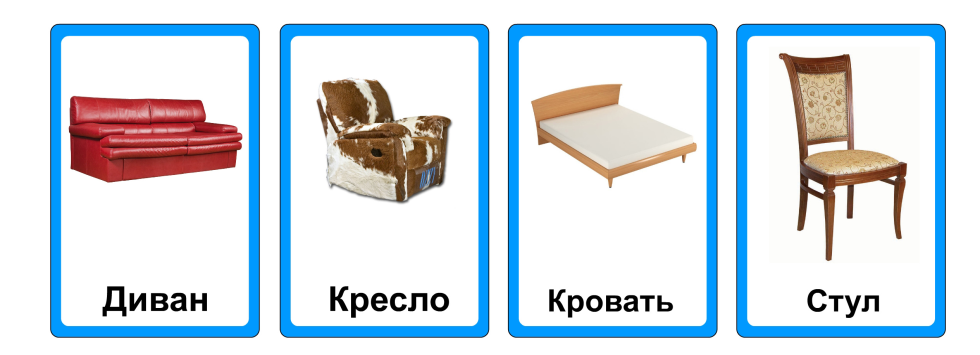 Диван
Кресло
Кровать
Стул